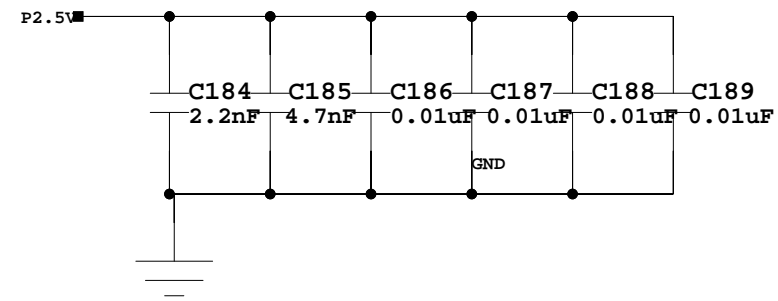 P2.5V
C184 C185 C186 C187 C188 C189
2.2nF 4.7nF 0.01uF 0.01uF 0.01uF 0.01uF
GND